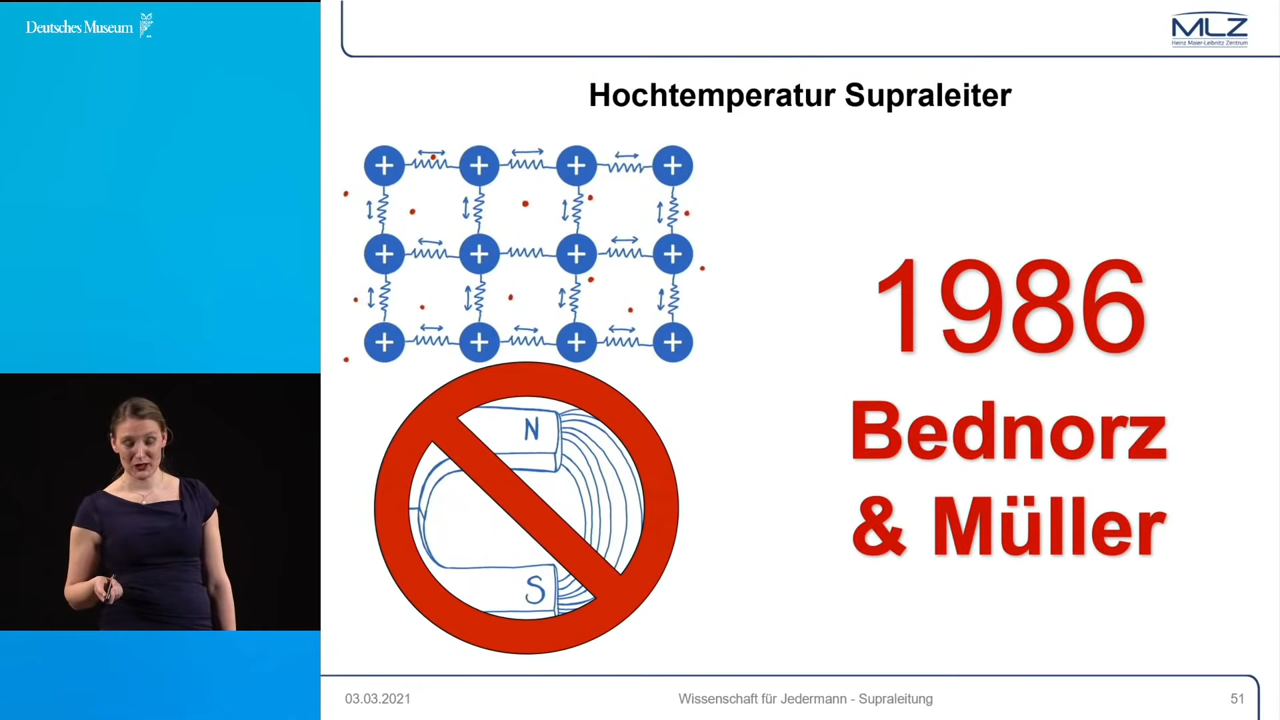 Deutsches Museum
MLZ
Heinz Maier-Leibnitz Zentrum
Hochtemperatur Supraleiter
+ + + +
+ + + +
+ + + +
N
S
1986
Bednorz
& Müller
03.03.2021
Wissenschaft für Jedermann - Supraleitung
51